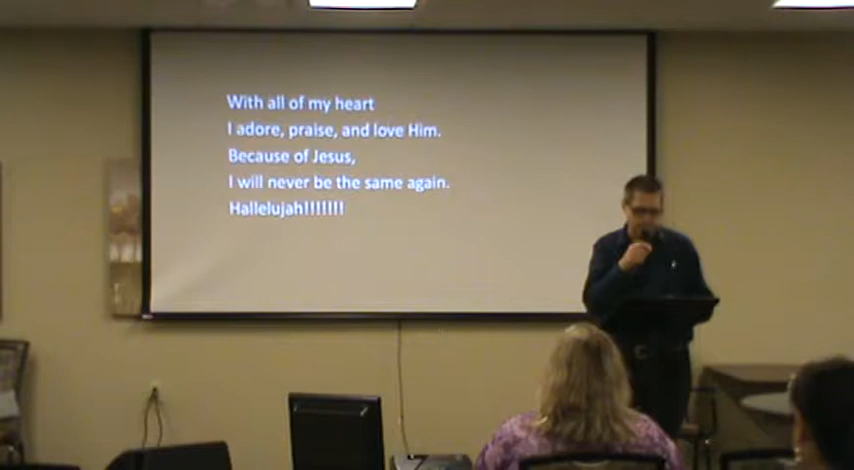 With all of my heart
I adore, praise, and love Him.
Because of Jesus,
I will never be the same again.
Hallelujah!!!!!!!